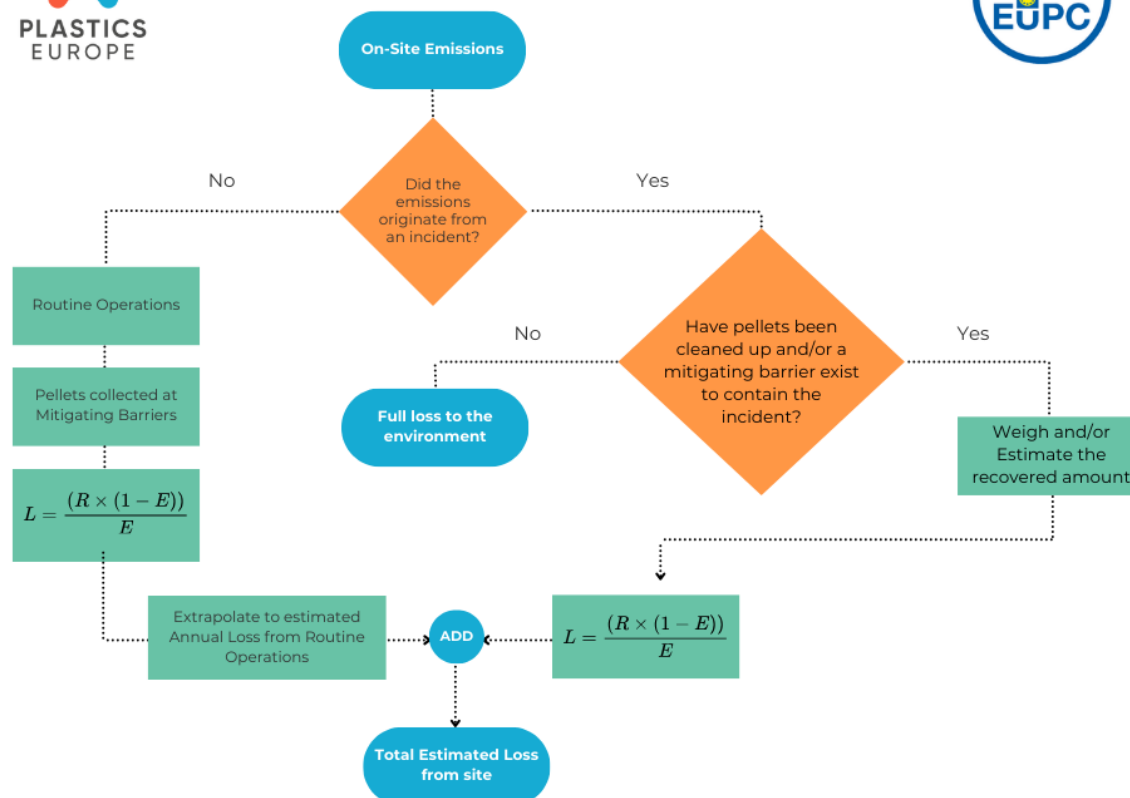 PLASTICS
EUROPE
EUPC
On-Site Emissions
Did the
emissions
originate from
an incident?
No
Yes
Routine Operations
Pellets collected at
Mitigating Barriers
L = (R × (1 − E)) / E
Have pellets been
cleaned up and/or a
mitigating barrier exist
to contain the
incident?
No
Yes
Full loss to the
environment
Weigh and/or
Estimate the
recovered amount
Extrapolate to estimated
Annual Loss from Routine
Operations
ADD
L = (R × (1 − E)) / E
Total Estimated Loss
from site